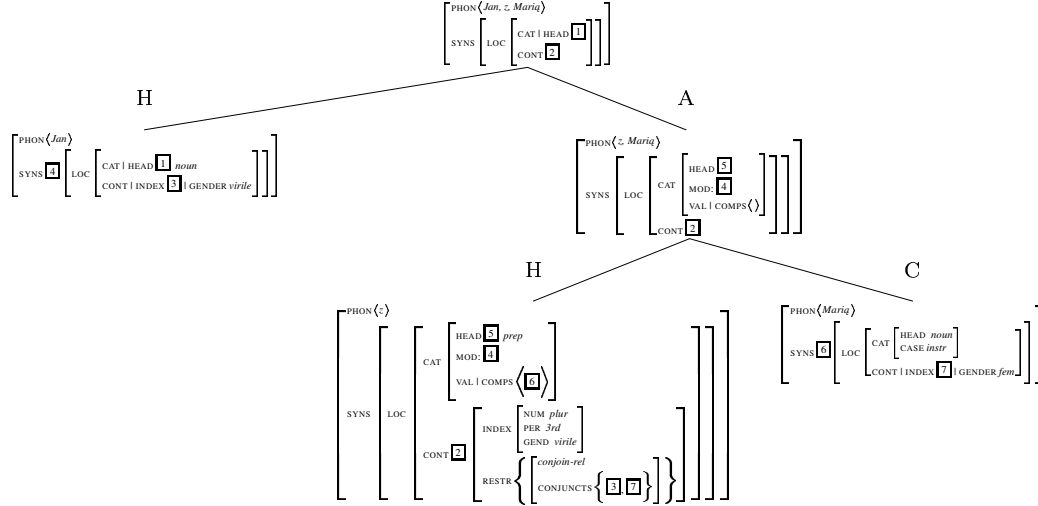 PHON⟨Jan, z, Marią⟩
CAT | HEAD 1
SYNS LOC
CONT 2
H
A
PHON⟨Jan⟩
CAT | HEAD 1 noun
SYNS 4 LOC
CONT | INDEX 3 | GENDER virile
PHON⟨z, Marią⟩
HEAD 5
SYNS LOC CAT MOD: 4
VAL | COMPS⟨⟩
CONT 2
H
C
PHON⟨z⟩
HEAD 5 prep
CAT MOD: 4
VAL | COMPS⟨6⟩
SYNS LOC
NUM plur
INDEX PER 3rd
GEND virile
CONT 2
conjoin-rel
RESTR
CONJUNCTS{3, 7}
PHON⟨Marią⟩
HEAD noun
CAT
CASE instr
SYNS 6 LOC
CONT | INDEX 7 | GENDER fem